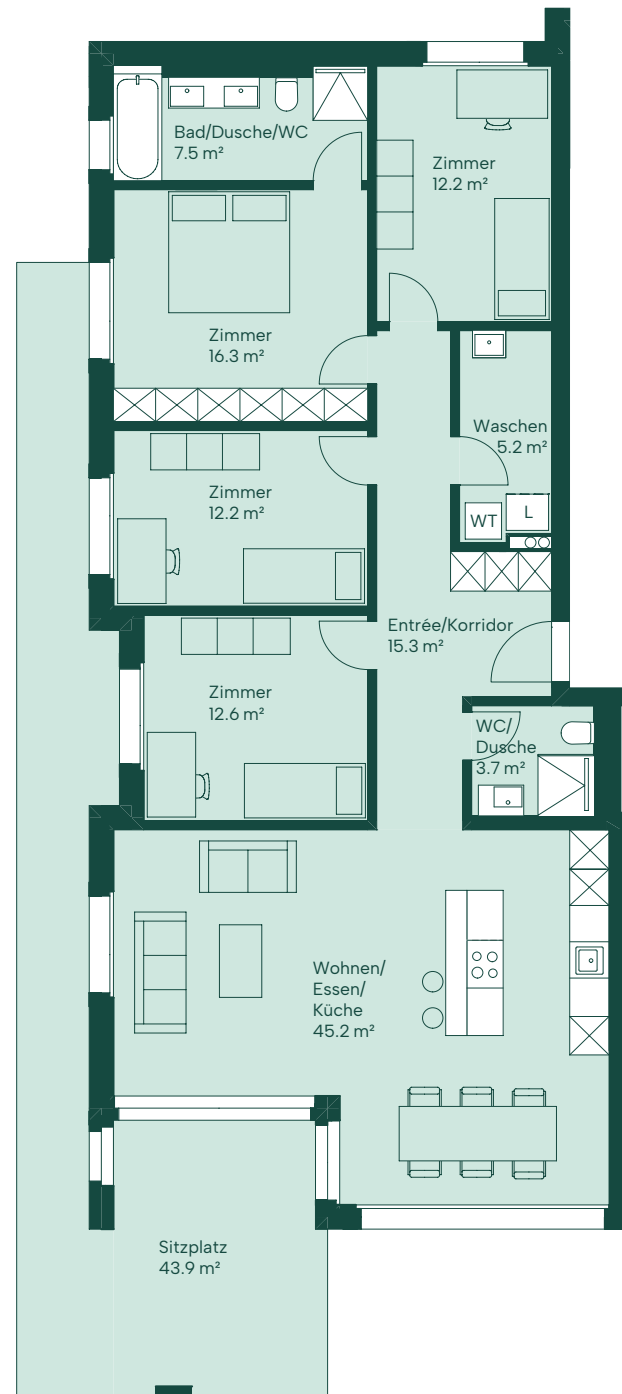 Bad/Dusche/WC
7.5 m²
Zimmer
12.2 m²
Zimmer
16.3 m²
Waschen
5.2 m²
Zimmer
12.2 m²
WT
L
Entrée/Korridor
15.3 m²
Zimmer
12.6 m²
WC/
Dusche
3.7 m²
Wohnen/
Essen/
Küche
45.2 m²
Sitzplatz
43.9 m²